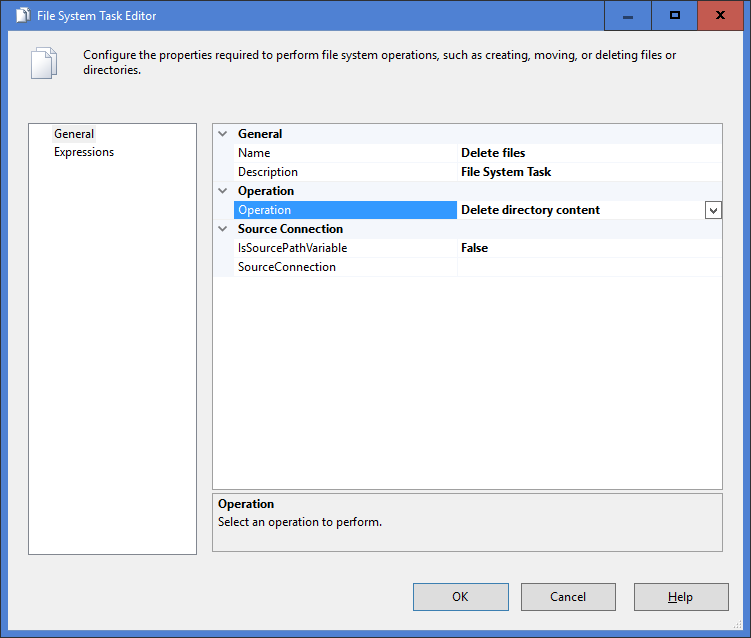 File System Task Editor
Configure the properties required to perform file system operations, such as creating, moving, or deleting files or
directories.
General
Expressions
General
Name Delete files
Description File System Task
Operation
Operation Delete directory content
Source Connection
IsSourcePathVariable False
SourceConnection
Operation
Select an operation to perform.
OK Cancel Help